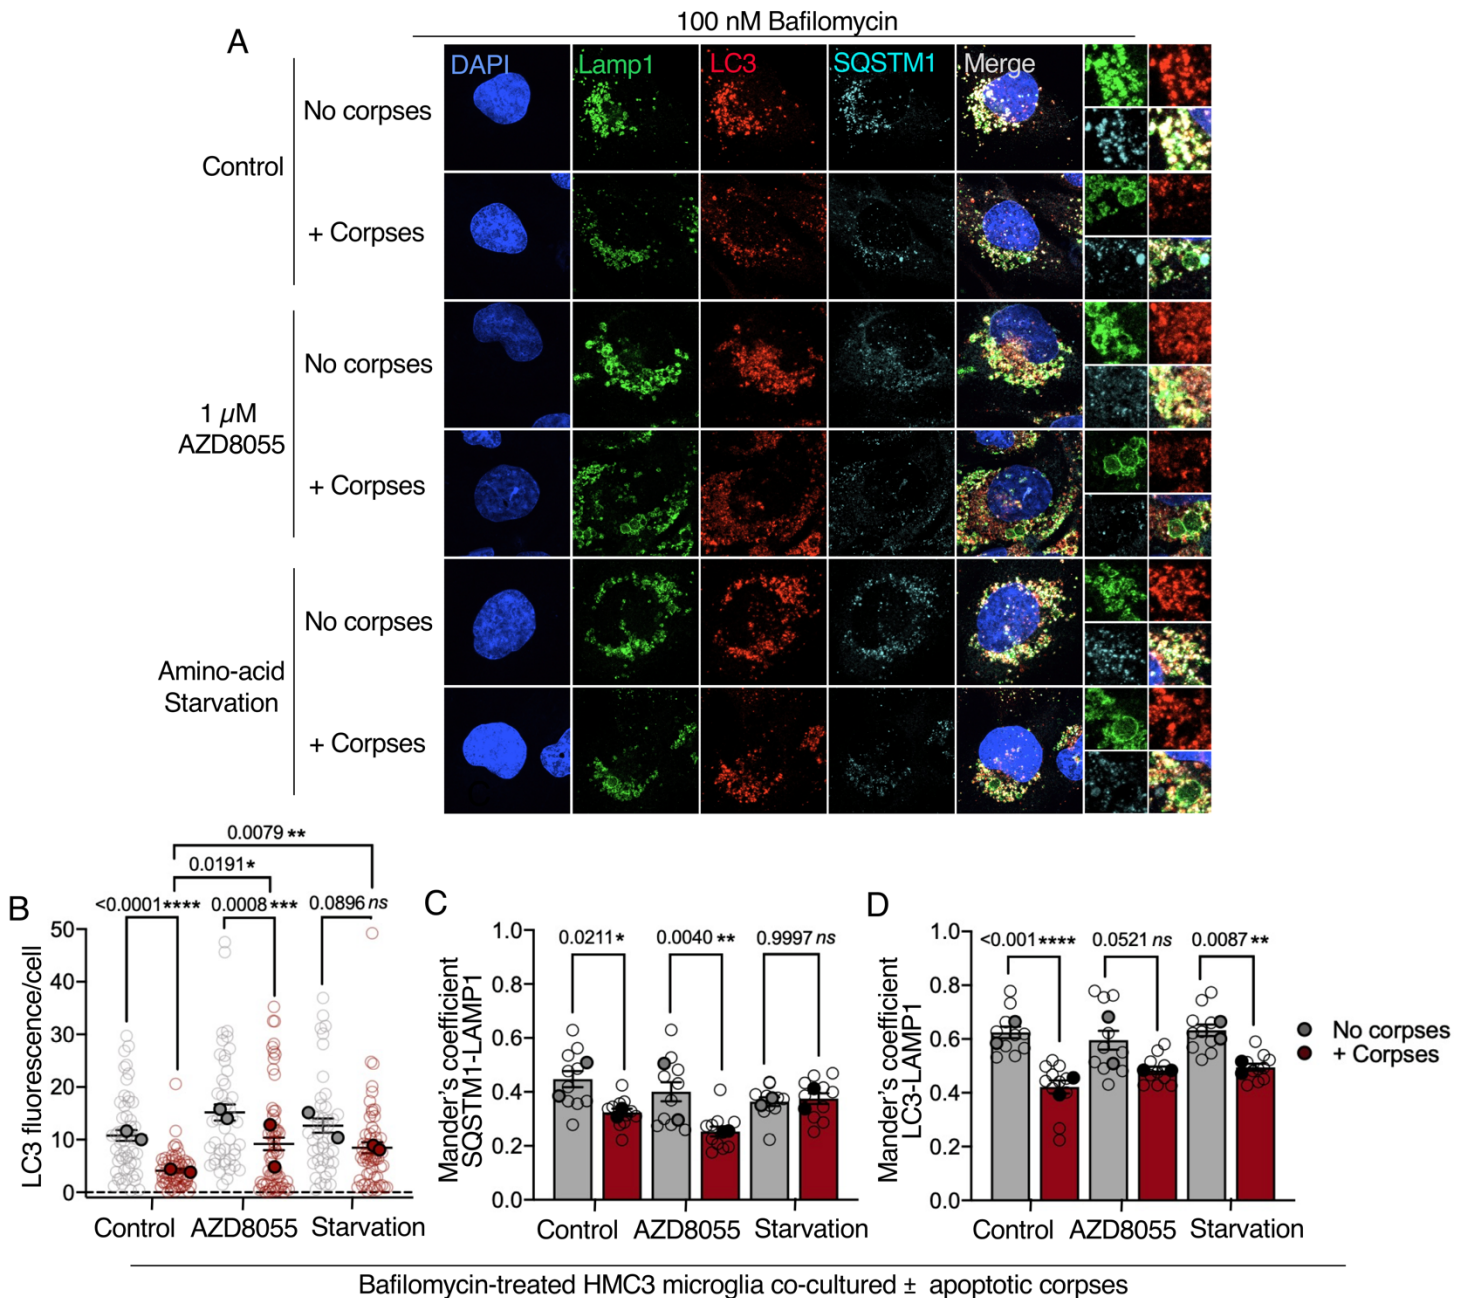 100 nM Bafilomycin
A
DAPI Lamp1 LC3 SQSTM1 Merge
Control
No corpses
+ Corpses
1 µM
AZD8055
No corpses
+ Corpses
Amino-acid
Starvation
No corpses
+ Corpses
B
LC3 fluorescence/cell
0.0079 **
0.0191 *
<0.0001 **** 0.0008 *** 0.0896 ns
50
40
30
20
10
0
Control AZD8055 Starvation
C
Mander's coefficient
SQSTM1-LAMP1
0.0211 * 0.0040 ** 0.9997 ns
1.0
0.8
0.6
0.4
0.2
0.0
Control AZD8055 Starvation
D
Mander's coefficient
LC3-LAMP1
<0.001 **** 0.0521 ns 0.0087 **
1.0
0.8
0.6
0.4
0.2
0.0
Control AZD8055 Starvation
No corpses
+ Corpses
Bafilomycin-treated HMC3 microglia co-cultured ± apoptotic corpses